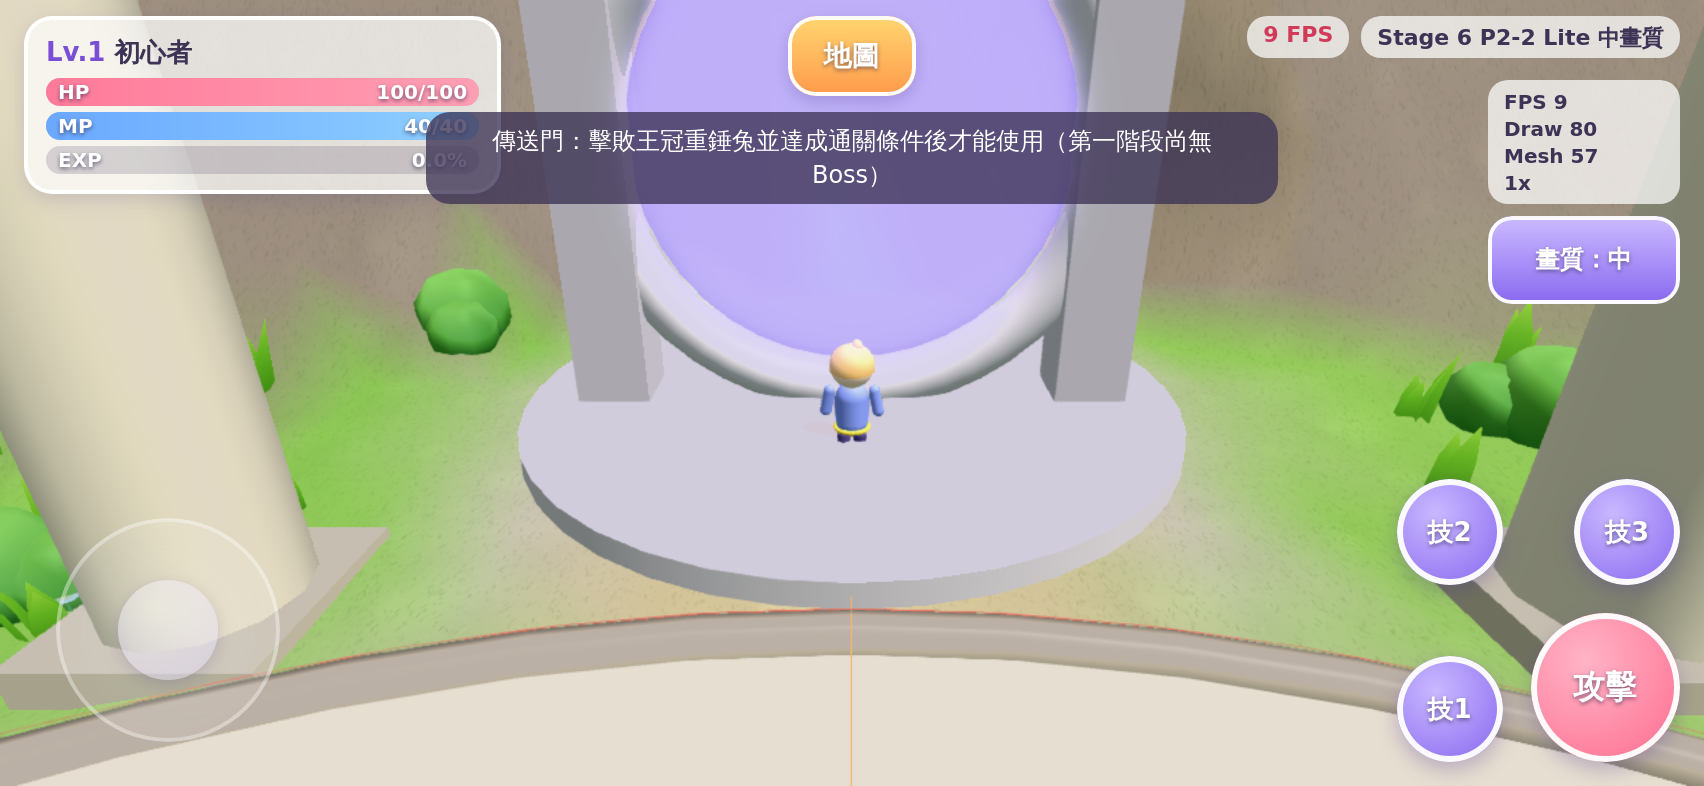 Lv.1 初心者
HP 100/100
MP 40/40
EXP 0.0%
地圖
9 FPS
Stage 6 P2-2 Lite 中畫質
傳送門：擊敗王冠重錘兔並達成通關條件後才能使用（第一階段尚無
Boss）
FPS 9
Draw 80
Mesh 57
1x
畫質：中
技2
技3
技1
攻擊